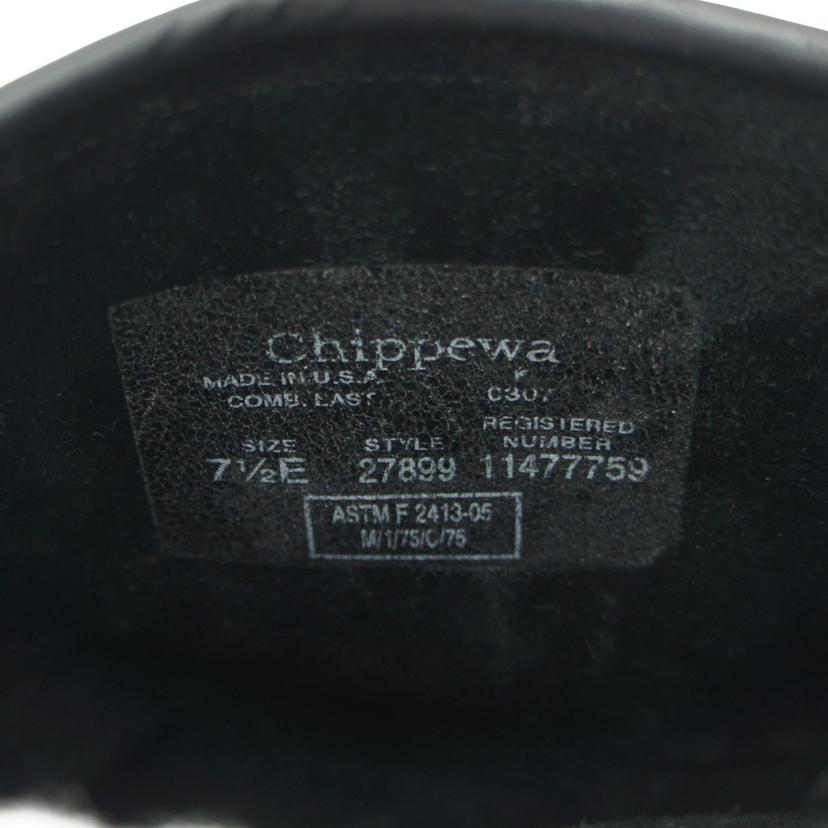 Chippewa
MADE IN U.S.A. r
COMB. LAST 0307
REGISTERED
SIZE STYLE NUMBER
7½E 27899 11477759
ASTM F 2413-05
M/1/75/C/75